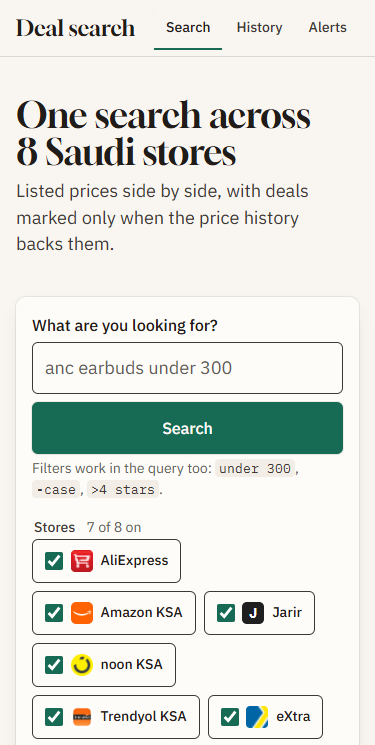 Deal search Search History Alerts
One search across
8 Saudi stores
Listed prices side by side, with deals
marked only when the price history
backs them.
What are you looking for?
anc earbuds under 300
Search
Filters work in the query too: under 300,
-case, >4 stars.
Stores 7 of 8 on
AliExpress
Amazon KSA J Jarir
noon KSA
Trendyol KSA eXtra